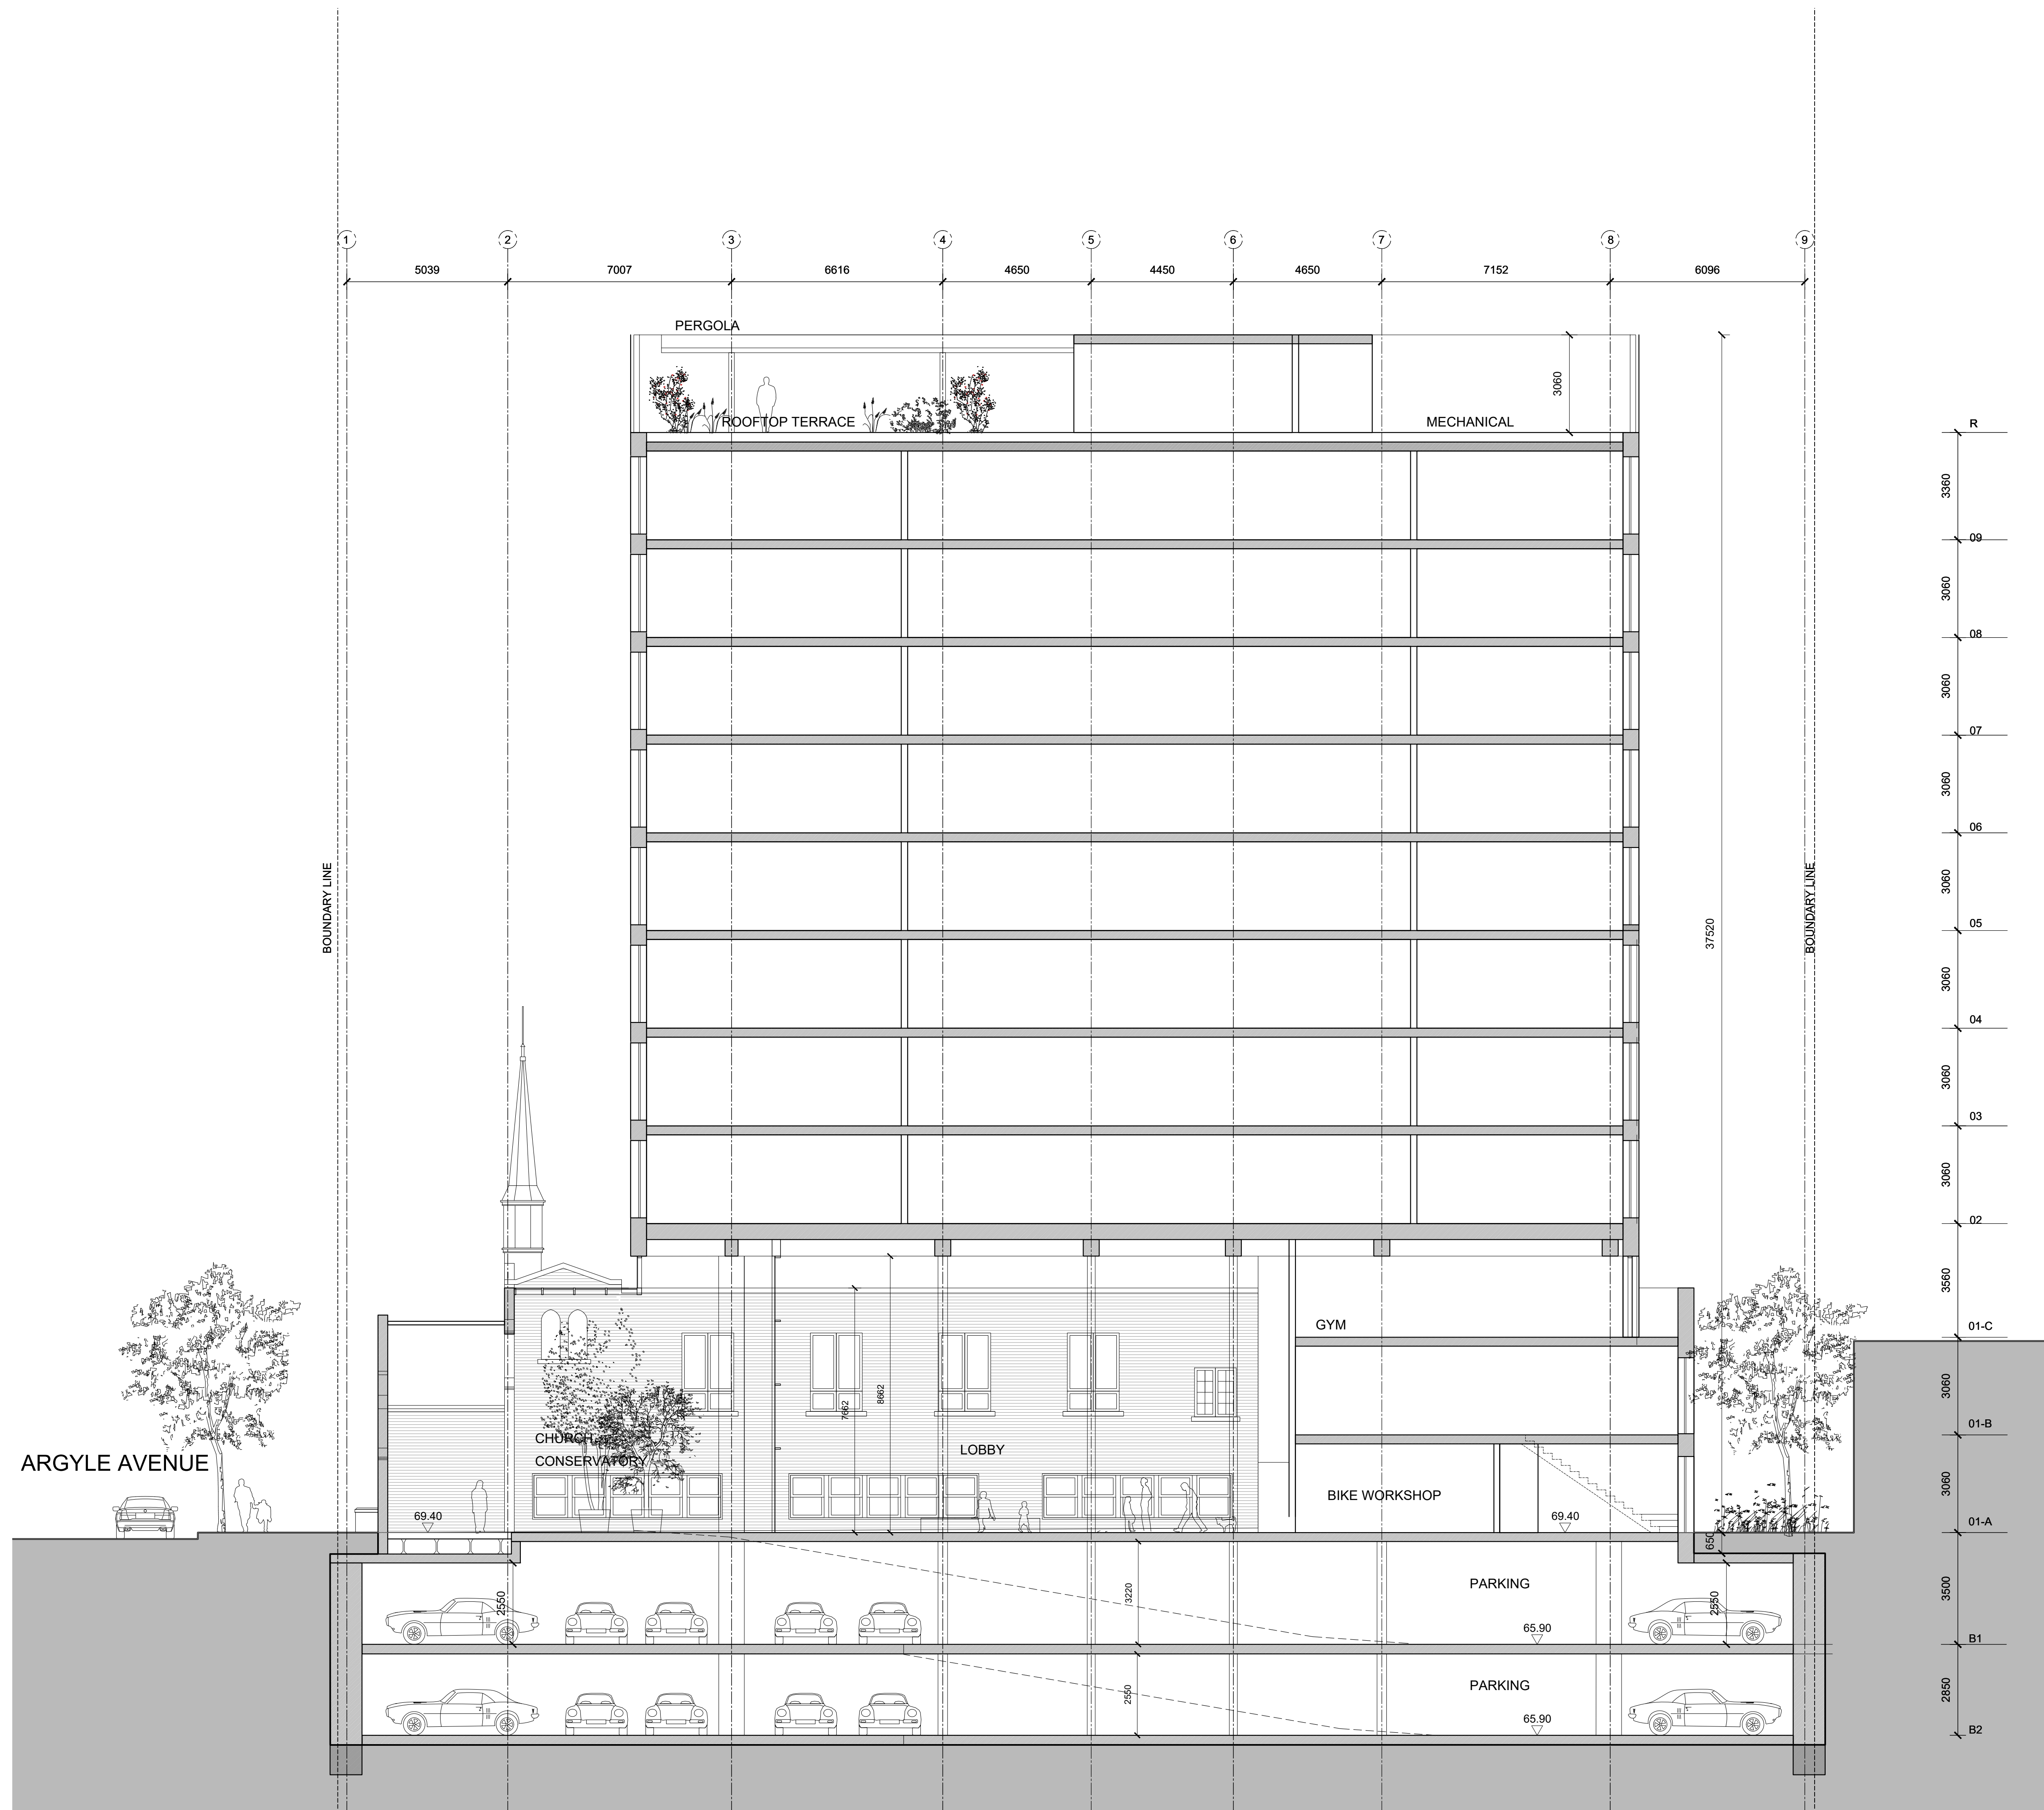 1 2 3 4 5 6 7 8 9
5039 7007 6616 4650 4450 4650 7152 6096
PERGOLA
3060
ROOFTOP TERRACE
MECHANICAL
R
3360
09
3060
08
3060
07
3060
06
3060
BOUNDARY LINE
BOUNDARY LINE
37520
05
3060
04
3060
03
3060
02
3560
GYM
01-C
3060
7662
8662
01-B
CHURCH
CONSERVATORY
LOBBY
ARGYLE AVENUE
BIKE WORKSHOP
3060
69.40
69.40
01-A
650
2550
3220
PARKING
2550
3500
65.90
B1
2550
PARKING
2850
65.90
B2